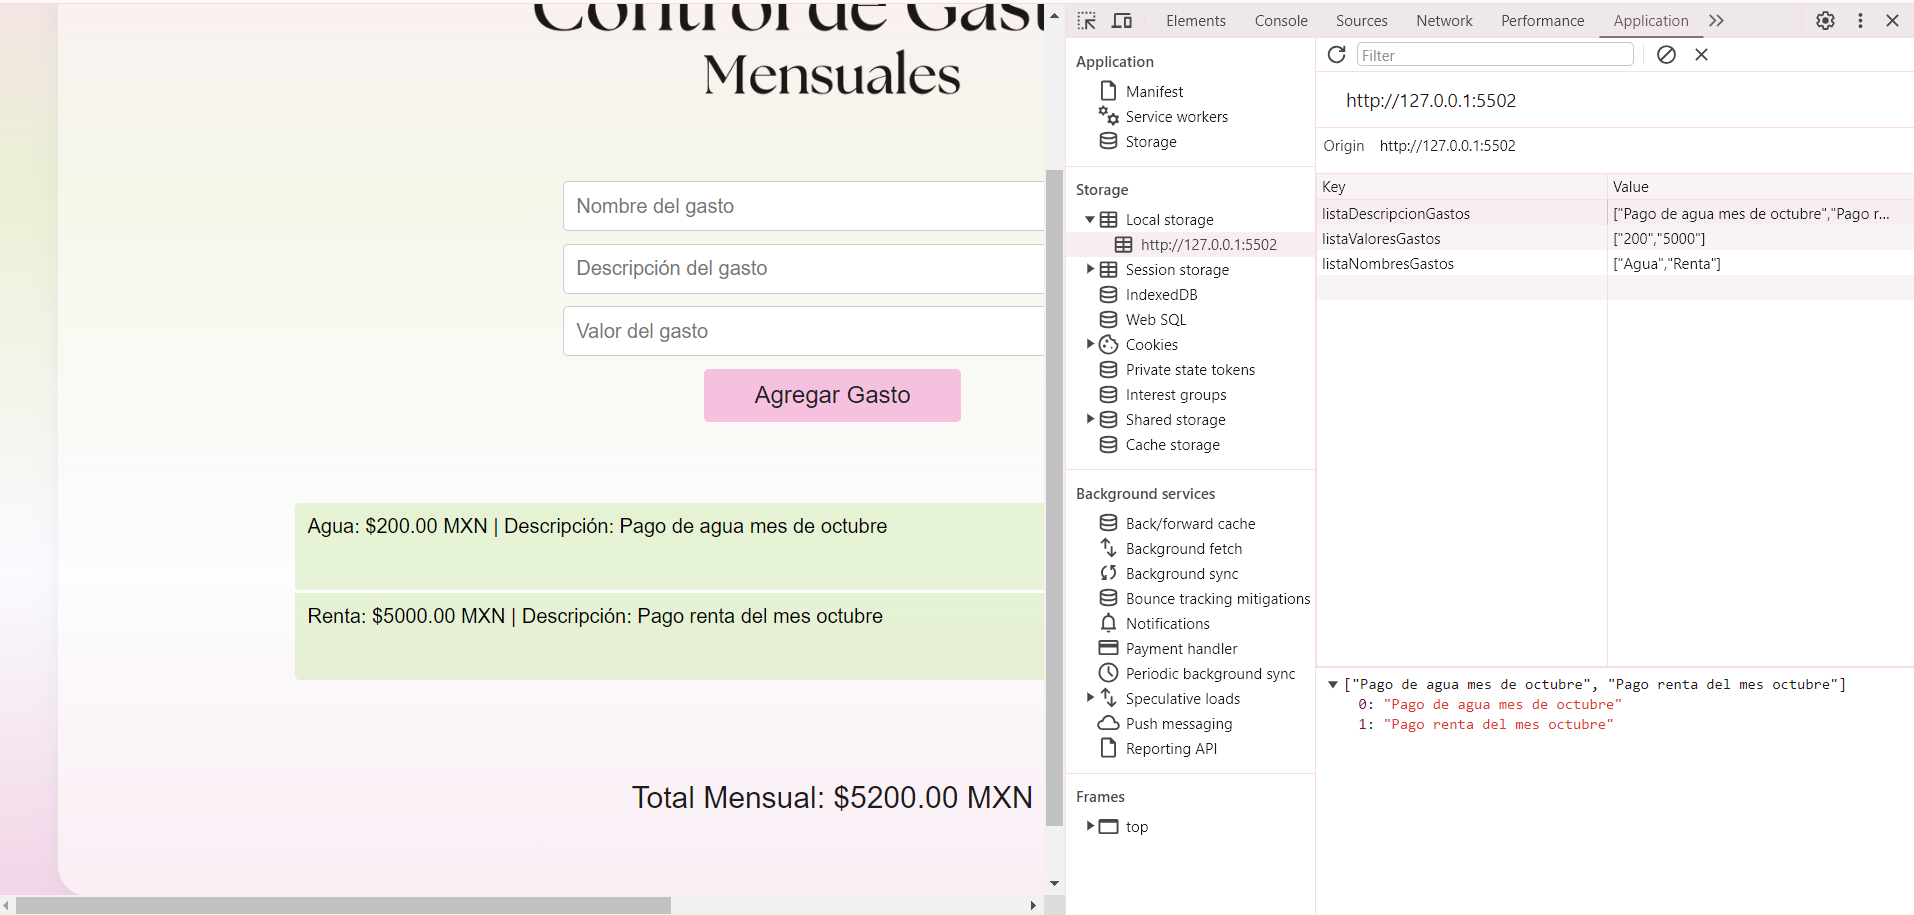 Control de Gast
Mensuales
Nombre del gasto
Descripción del gasto
Valor del gasto
Agregar Gasto
Agua: $200.00 MXN | Descripción: Pago de agua mes de octubre
Renta: $5000.00 MXN | Descripción: Pago renta del mes octubre
Total Mensual: $5200.00 MXN
Elements Console Sources Network Performance Application
Application
Manifest
Service workers
Storage
Storage
Local storage
http://127.0.0.1:5502
Session storage
IndexedDB
Web SQL
Cookies
Private state tokens
Interest groups
Shared storage
Cache storage
Background services
Back/forward cache
Background fetch
Background sync
Bounce tracking mitigations
Notifications
Payment handler
Periodic background sync
Speculative loads
Push messaging
Reporting API
Frames
top
Filter
http://127.0.0.1:5502
Origin http://127.0.0.1:5502
Key Value
listaDescripcionGastos ["Pago de agua mes de octubre","Pago r...
listaValoresGastos ["200","5000"]
listaNombresGastos ["Agua","Renta"]
["Pago de agua mes de octubre", "Pago renta del mes octubre"]
0: "Pago de agua mes de octubre"
1: "Pago renta del mes octubre"